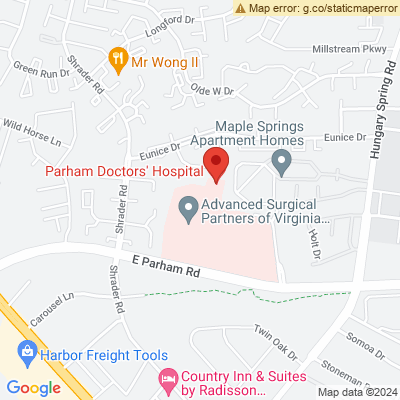 Map error: g.co/staticmaperror
Longford Dr
Millstream Pkwy
Mr Wong II
Green Run Dr
Shrader Rd
Olde W Dr
Hungary Spring Rd
Wild Horse Ln
Maple Springs
Apartment Homes
Eunice Dr
Eunice Dr
Parham Doctors' Hospital
Shrader Rd
Advanced Surgical
Partners of Virginia...
Holt Dr
E Parham Rd
Shrader Rd
Carousel Ln
Twin Oak Dr
Somoa Dr
Harbor Freight Tools
Stoneman Rd
Country Inn & Suites
by Radisson...
Google
Map data ©2024